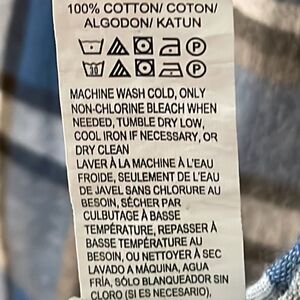 100% COTTON/ COTON/
ALGODON/ KATUN
MACHINE WASH COLD, ONLY
NON-CHLORINE BLEACH WHEN
NEEDED, TUMBLE DRY LOW,
COOL IRON IF NECESSARY, OR
DRY CLEAN
LAVER À LA MACHINE À L'EAU
FROIDE, SEULEMENT DE L'EAU
DE JAVEL SANS CHLORURE AU
BESOIN, SÉCHER PAR
CULBUTAGE À BASSE
TEMPÉRATURE, REPASSER À
BASSE TEMPÉRATURE AU
BESOIN, OU NETTOYER À SEC
LAVADO A MÁQUINA, AGUA
FRÍA, SÓLO BLANQUEADOR SIN
CLORO (SI ES NECESARIO),